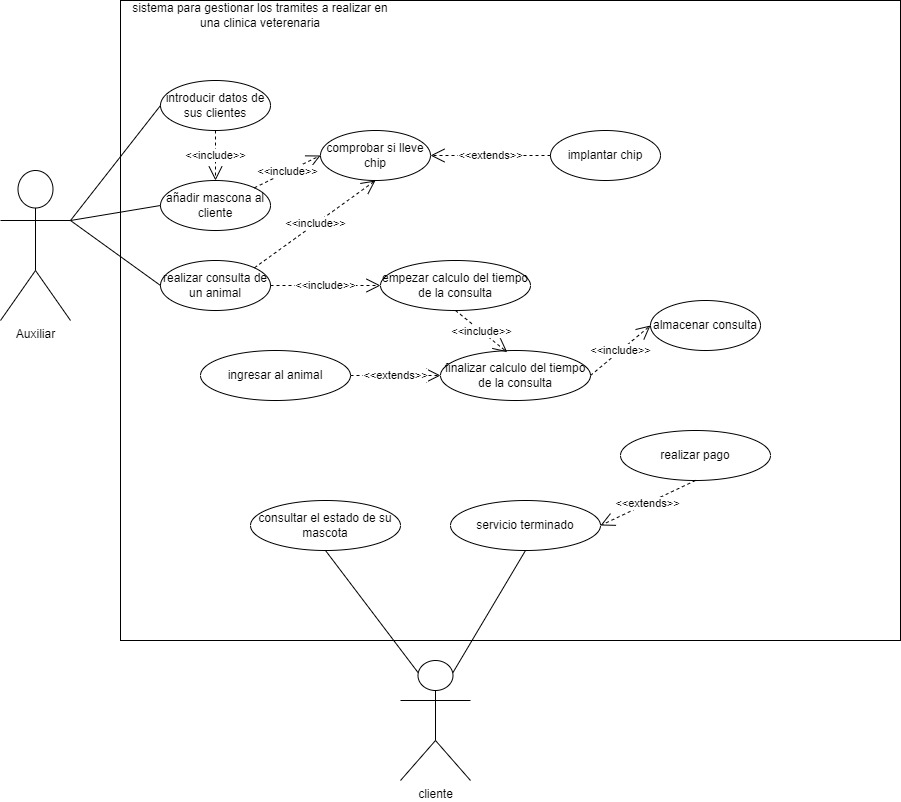 sistema para gestionar los tramites a realizar en
una clinica veterenaria
introducir datos de
sus clientes
<<include>>
comprobar si lleve
chip
<<extends>>
implantar chip
<<include>>
añadir mascona al
cliente
<<include>>
realizar consulta de
un animal
<<include>>
empezar calculo del tiempo
de la consulta
Auxiliar
<<include>>
almacenar consulta
<<include>>
ingresar al animal
<<extends>>
finalizar calculo del tiempo
de la consulta
realizar pago
<<extends>>
consultar el estado de su
mascota
servicio terminado
cliente